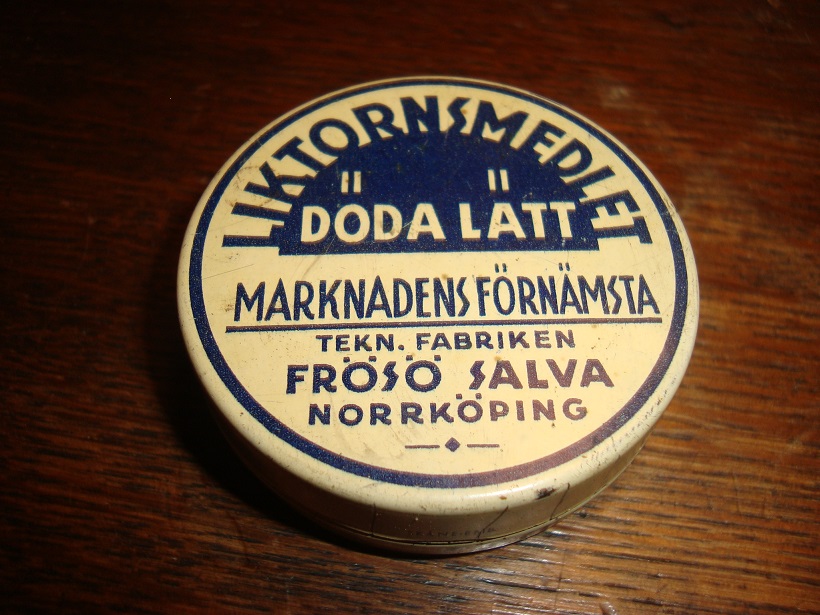 LIKTORNSMEDLET
DÖDA LÄTT
MARKNADENS FÖRNÄMSTA
TEKN. FABRIKEN
FRÖSÖ SALVA
NORRKÖPING